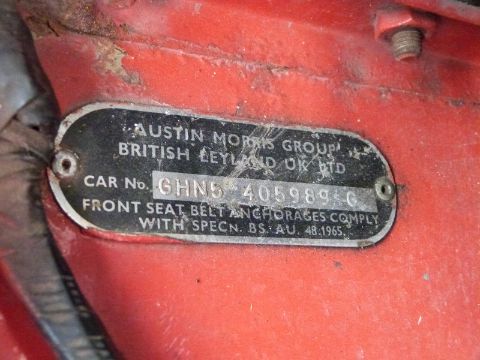 AUSTIN MORRIS GROUP
BRITISH LEYLAND UK LTD
CAR No. GHN5 405989 G
FRONT SEAT BELT ANCHORAGES COMPLY
WITH SPECN. BS. AU. 48.1965.